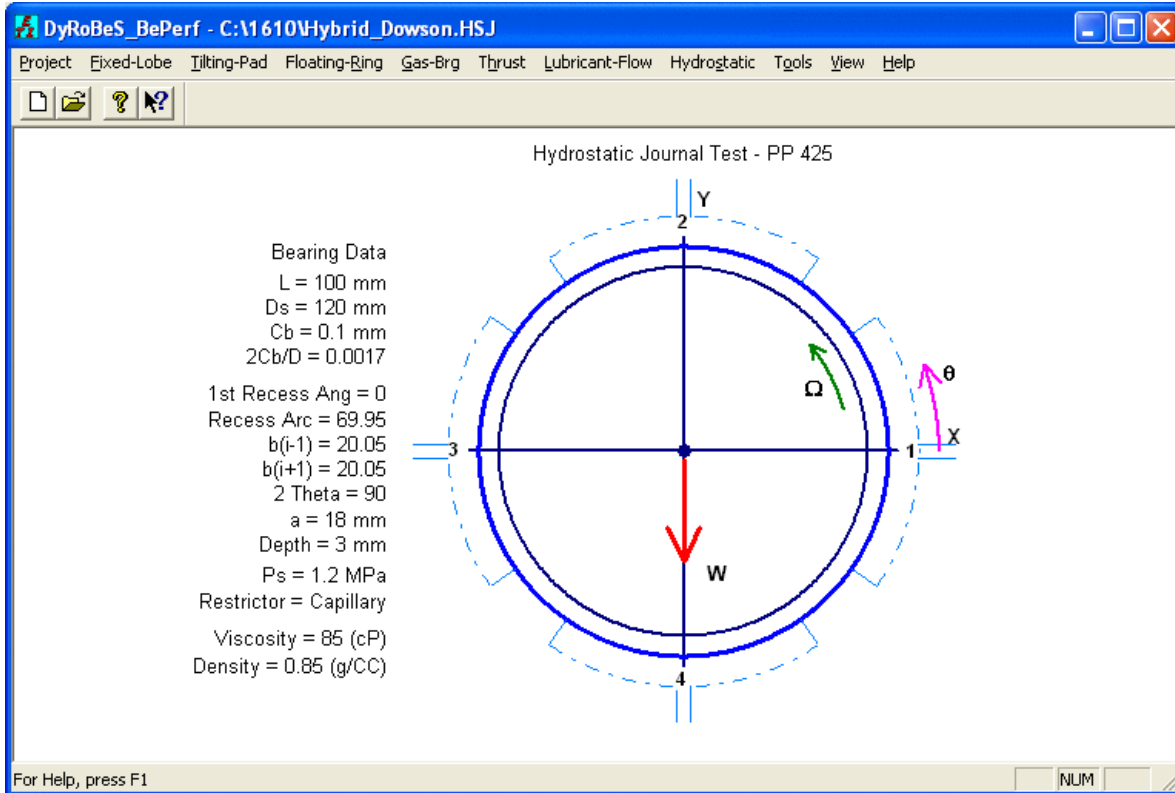 DyRoBeS_BePerf - C:\1610\Hybrid_Dowson.HSJ
Project Fixed-Lobe Tilting-Pad Floating-Ring Gas-Brg Thrust Lubricant-Flow Hydrostatic Tools View Help
Hydrostatic Journal Test - PP 425
Bearing Data
L = 100 mm
Ds = 120 mm
Cb = 0.1 mm
2Cb/D = 0.0017
1st Recess Ang = 0
Recess Arc = 69.95
b(i-1) = 20.05
b(i+1) = 20.05
2 Theta = 90
a = 18 mm
Depth = 3 mm
Ps = 1.2 MPa
Restrictor = Capillary
Viscosity = 85 (cP)
Density = 0.85 (g/CC)
Y
2
θ
Ω
X
3
1
W
4
For Help, press F1
NUM